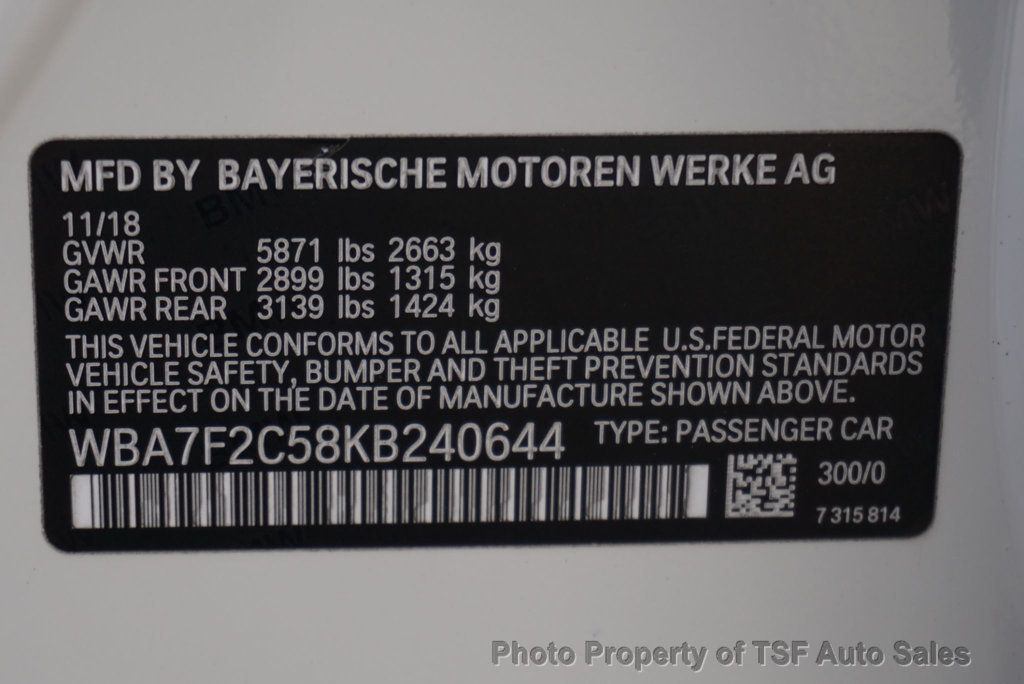 MFD BY BAYERISCHE MOTOREN WERKE AG
11/18
GVWR 5871 lbs 2663 kg
GAWR FRONT 2899 lbs 1315 kg
GAWR REAR 3139 lbs 1424 kg
THIS VEHICLE CONFORMS TO ALL APPLICABLE U.S.FEDERAL MOTOR
VEHICLE SAFETY, BUMPER AND THEFT PREVENTION STANDARDS
IN EFFECT ON THE DATE OF MANUFACTURE SHOWN ABOVE.
WBA7F2C58KB240644 TYPE: PASSENGER CAR
300/0
7 315 814
Photo Property of TSF Auto Sales